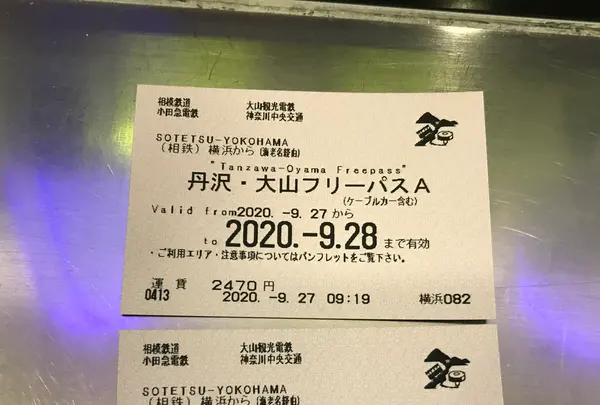 相模鉄道 大山観光電鉄
小田急電鉄 神奈川中央交通
SOTETSU-YOKOHAMA
(相鉄) 横浜から (海老名経由)
"Tanzawa-Oyama Freepass"
丹沢・大山フリーパスA
(ケーブルカー含む)
Valid from 2020.-9.27 から
to 2020.-9.28 まで有効
・ご利用エリア・注意事項についてはパンフレットをご覧下さい。
運賃 2470円
0413 2020.-9.27 09:19 横浜082
相模鉄道 大山観光電鉄
小田急電鉄 神奈川中央交通
SOTETSU-YOKOHAMA
(相鉄) 横浜から (海老名経由)